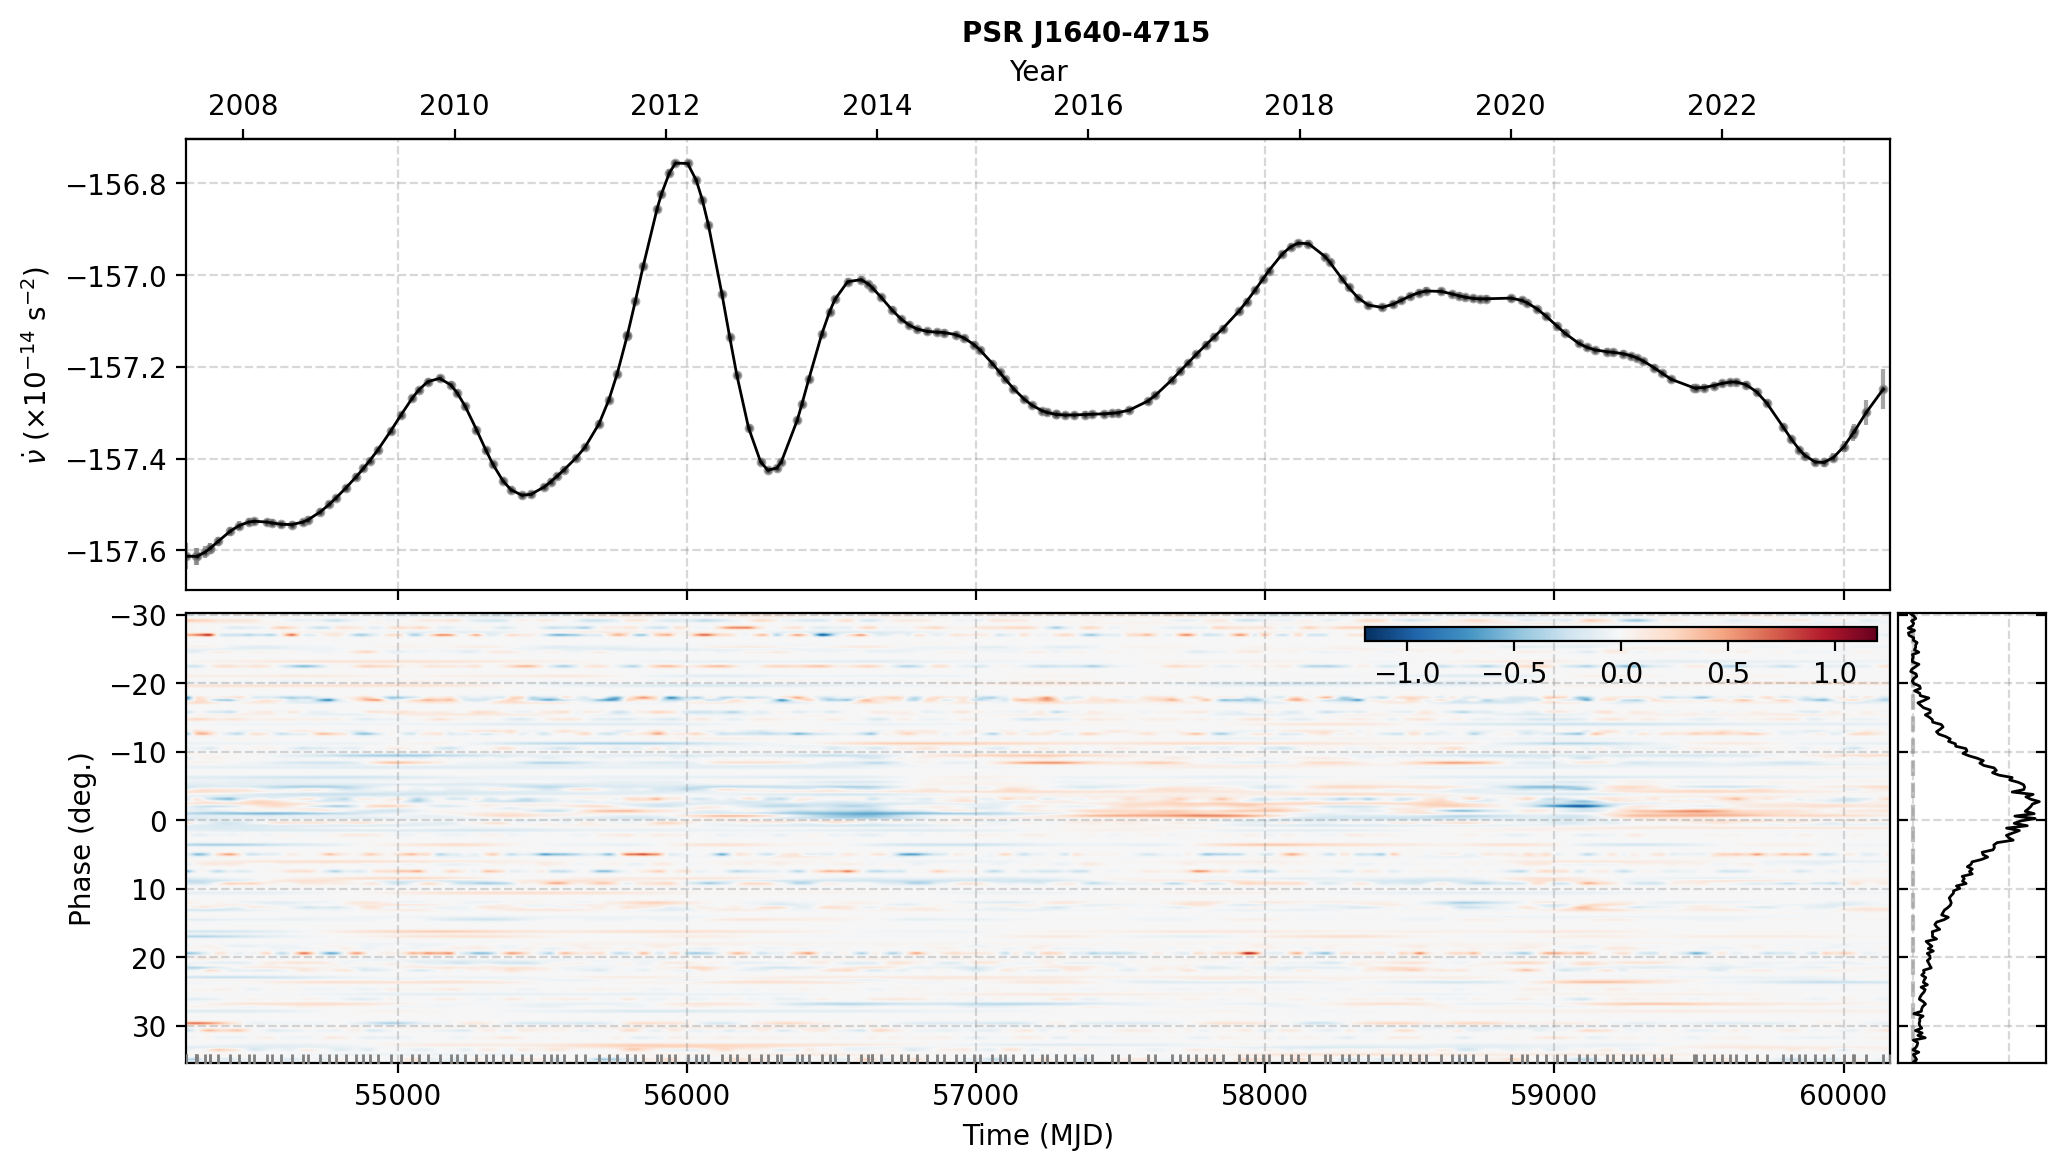 PSR J1640-4715
Year
2008 2010 2012 2014 2016 2018 2020 2022
−156.8
−157.0
−157.2
−157.4
−157.6
ν̇ (×10⁻¹⁴ s⁻²)
−30
−20
−10
0
10
20
30
Phase (deg.)
−1.0 −0.5 0.0 0.5 1.0
55000 56000 57000 58000 59000 60000
Time (MJD)